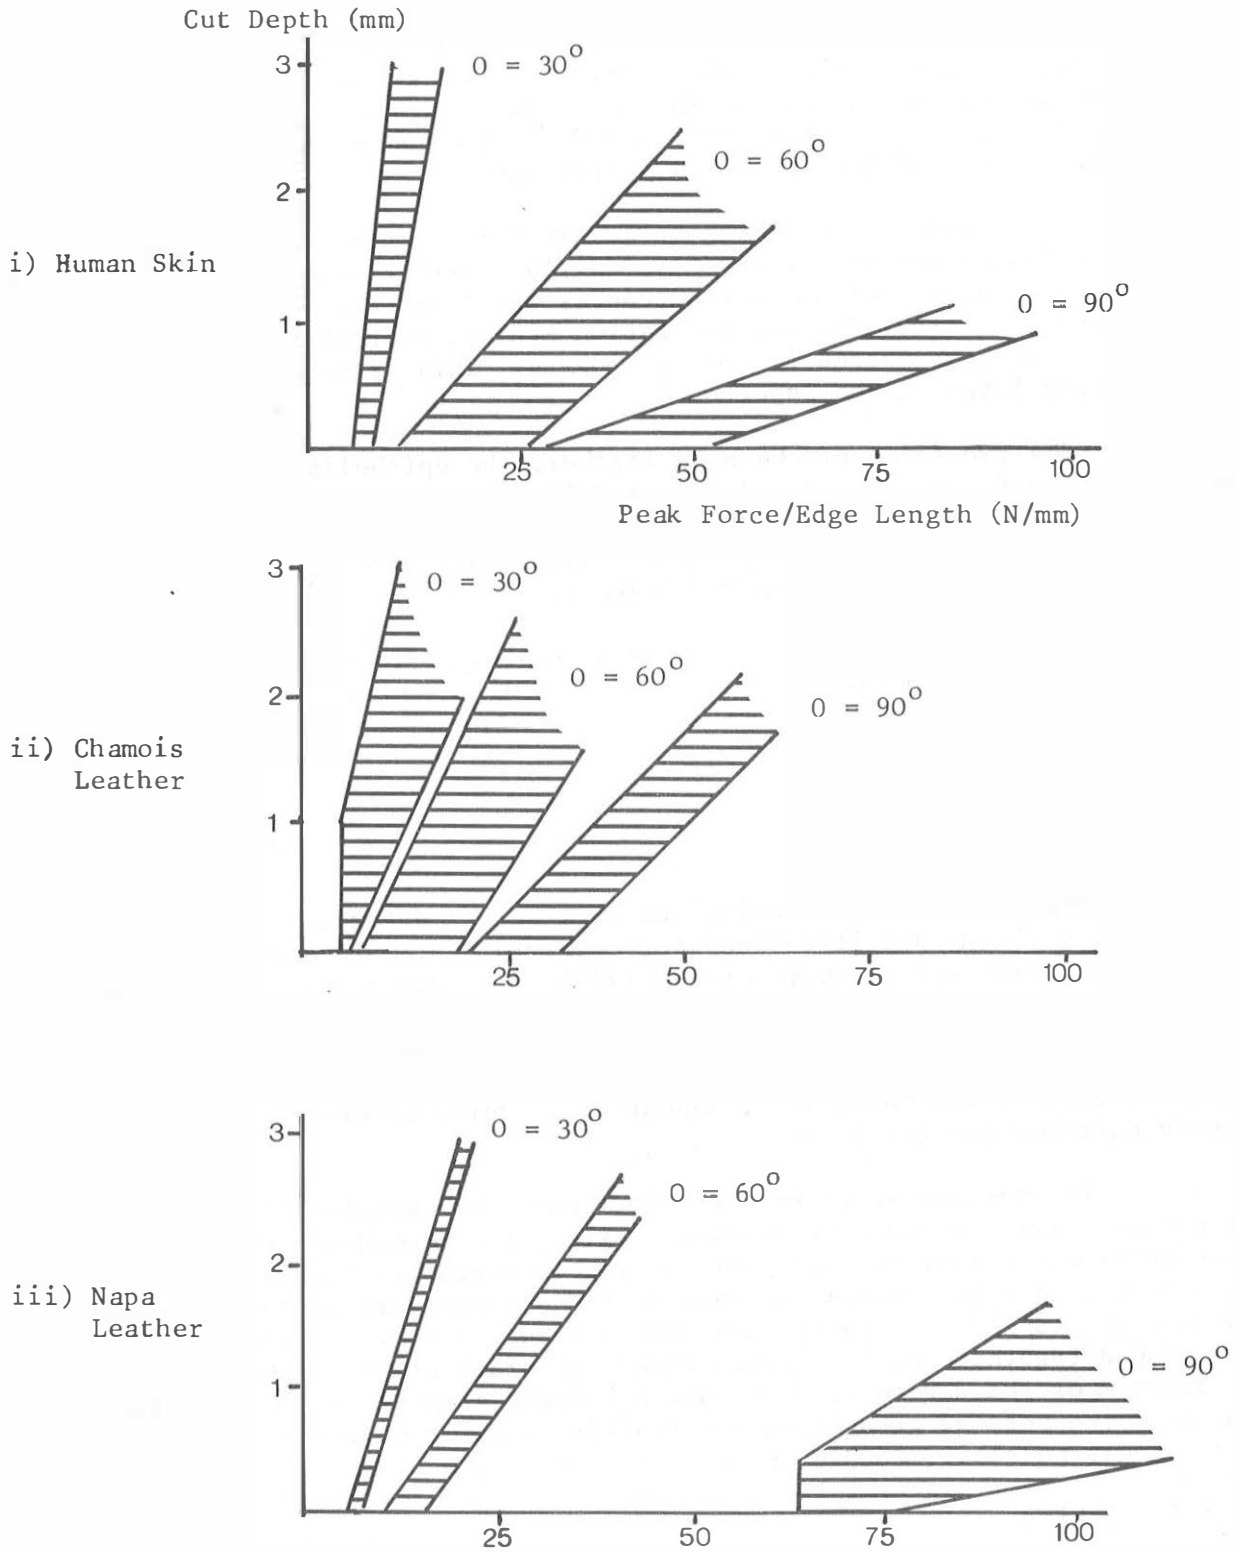 Cut Depth (mm)
3
0 = 30°
2
0 = 60°
i) Human Skin
1
0 = 90°
25 50 75 100
Peak Force/Edge Length (N/mm)
3
0 = 30°
2
0 = 60°
0 = 90°
ii) Chamois
Leather
1
25 50 75 100
3
0 = 30°
0 = 60°
2
iii) Napa
Leather
1
0 = 90°
25 50 75 100